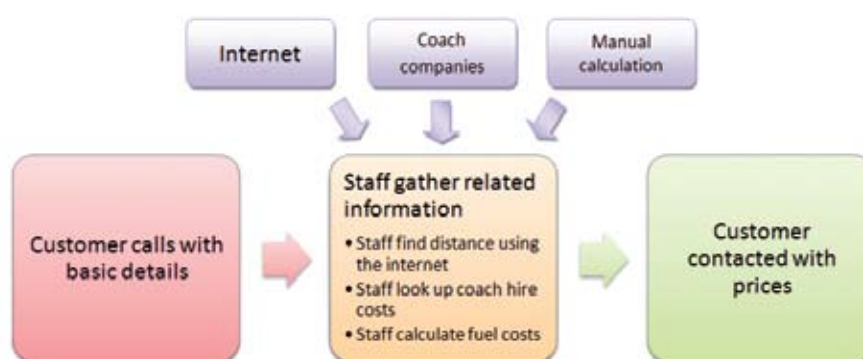 Internet
Coach
companies
Manual
calculation
Customer calls with
basic details
Staff gather related
information
• Staff find distance using
the internet
• Staff look up coach hire
costs
• Staff calculate fuel costs
Customer
contacted with
prices